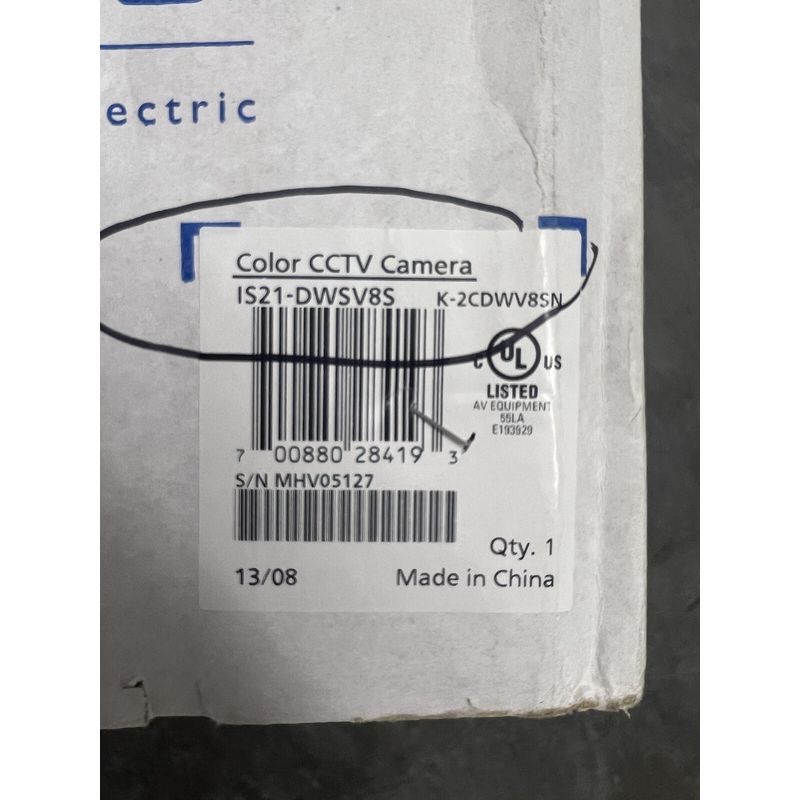 ectric
Color CCTV Camera
IS21-DWSV8S K-2CDWV8SN
C UL US
LISTED
AV EQUIPMENT
55LA
E193929
7 00880 28419 3
S/N MHV05127
Qty. 1
13/08 Made in China